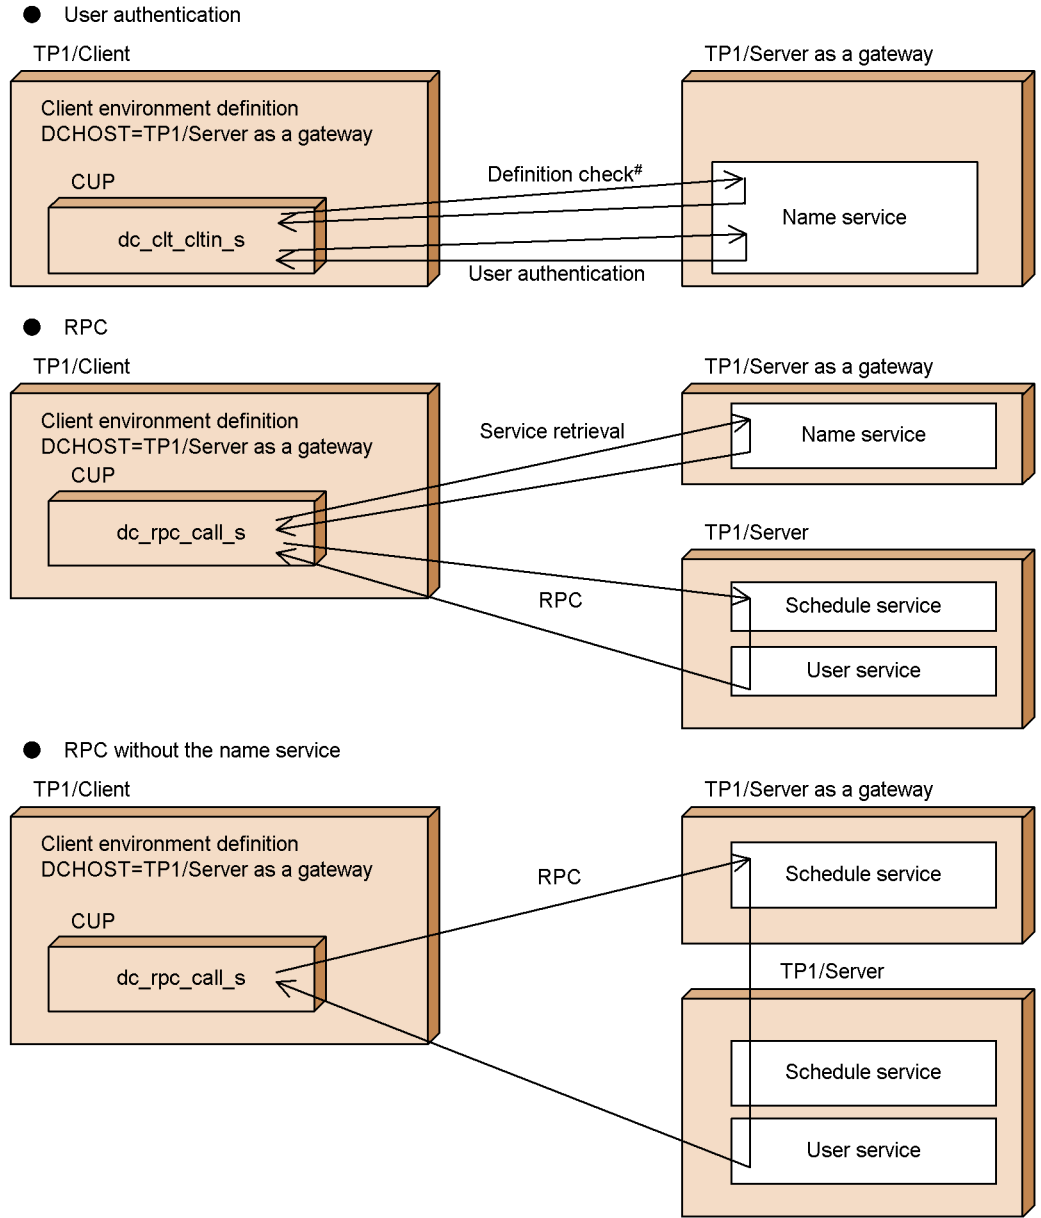 ● User authentication
TP1/Client
TP1/Server as a gateway
Client environment definition
DCHOST=TP1/Server as a gateway
CUP
dc_clt_cltin_s
Definition check#
Name service
User authentication
● RPC
TP1/Client
TP1/Server as a gateway
Client environment definition
DCHOST=TP1/Server as a gateway
CUP
dc_rpc_call_s
Service retrieval
Name service
TP1/Server
RPC
Schedule service
User service
● RPC without the name service
TP1/Client
TP1/Server as a gateway
Client environment definition
DCHOST=TP1/Server as a gateway
CUP
dc_rpc_call_s
RPC
Schedule service
TP1/Server
Schedule service
User service